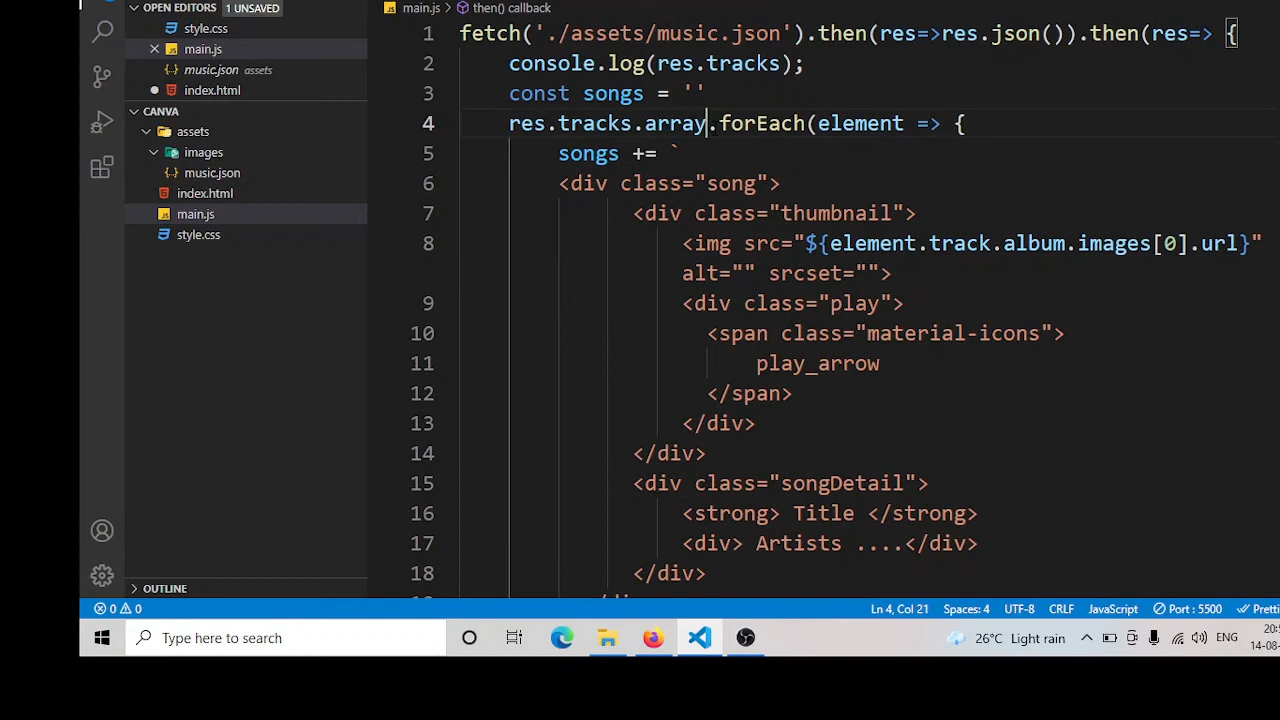 OPEN EDITORS 1 UNSAVED
style.css
main.js
music.json assets
index.html
CANVA
assets
images
music.json
index.html
main.js
style.css
OUTLINE
main.js > then() callback
1 fetch('./assets/music.json').then(res=>res.json()).then(res=> {
2 console.log(res.tracks);
3 const songs = ''
4 res.tracks.array.forEach(element => {
5 songs += `
6 <div class="song">
7 <div class="thumbnail">
8 <img src="${element.track.album.images[0].url}"
alt="" srcset="">
9 <div class="play">
10 <span class="material-icons">
11 play_arrow
12 </span>
13 </div>
14 </div>
15 <div class="songDetail">
16 <strong> Title </strong>
17 <div> Artists ....</div>
18 </div>
0 0 Ln 4, Col 21 Spaces: 4 UTF-8 CRLF JavaScript Port : 5500
Type here to search 26°C Light rain ENG